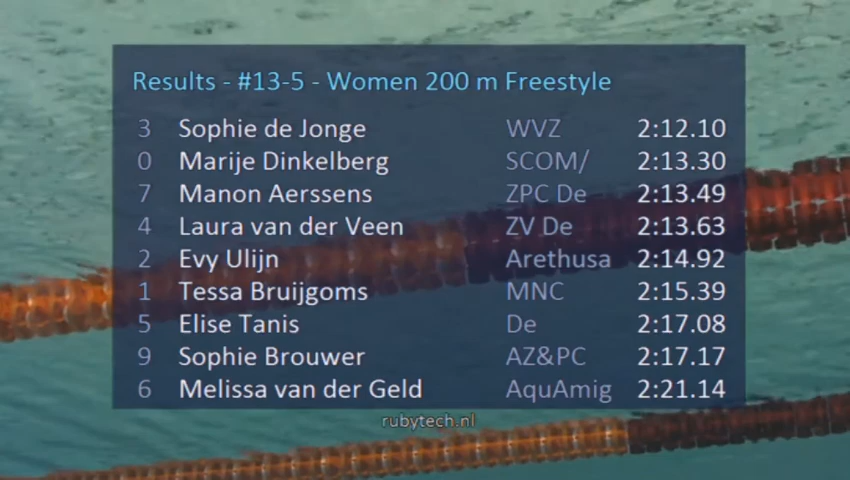 Results - #13-5 - Women 200 m Freestyle
3 Sophie de Jonge WVZ 2:12.10
0 Marije Dinkelberg SCOM/ 2:13.30
7 Manon Aerssens ZPC De 2:13.49
4 Laura van der Veen ZV De 2:13.63
2 Evy Ulijn Arethusa 2:14.92
1 Tessa Bruijgoms MNC 2:15.39
5 Elise Tanis De 2:17.08
9 Sophie Brouwer AZ&PC 2:17.17
6 Melissa van der Geld AquAmig 2:21.14
rubytech.nl